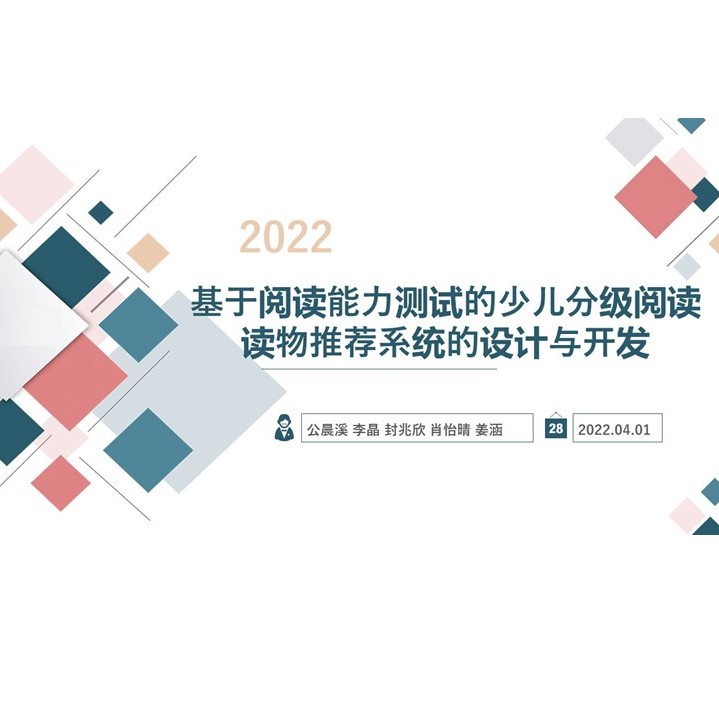 2022
基于阅读能力测试的少儿分级阅读
读物推荐系统的设计与开发
公晨溪 李晶 封兆欣 肖怡晴 姜涵
28
2022.04.01